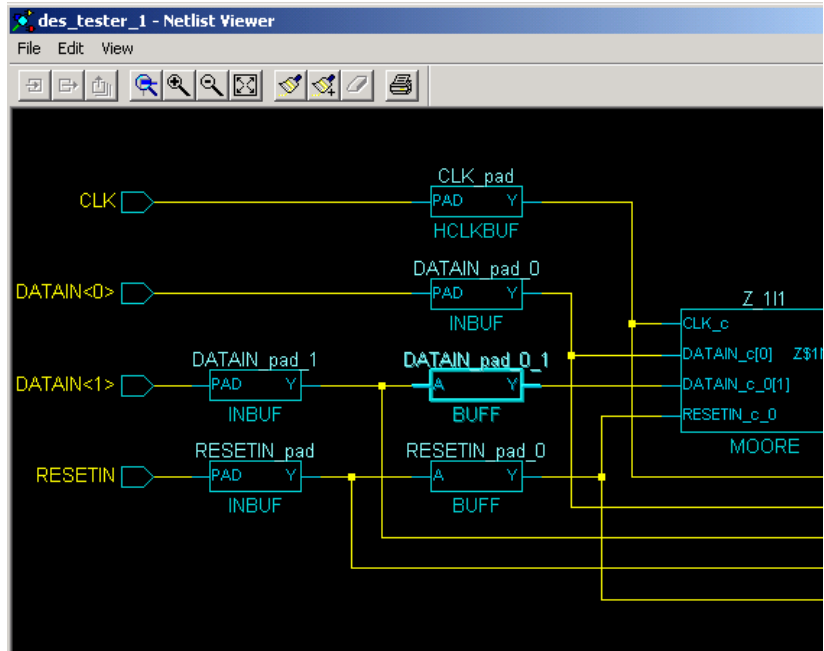 des_tester_1 - Netlist Viewer
File Edit View
CLK_pad
CLK PAD Y
HCLKBUF
DATAIN_pad_0
DATAIN<0> PAD Y Z_1I1
INBUF CLK_c
DATAIN_pad_1 DATAIN_pad_0_1 DATAIN_c[0]
DATAIN<1> PAD Y A Y DATAIN_c_0[1]
INBUF BUFF RESETIN_c_0
RESETIN_pad RESETIN_pad_0 MOORE
RESETIN PAD Y A Y
INBUF BUFF